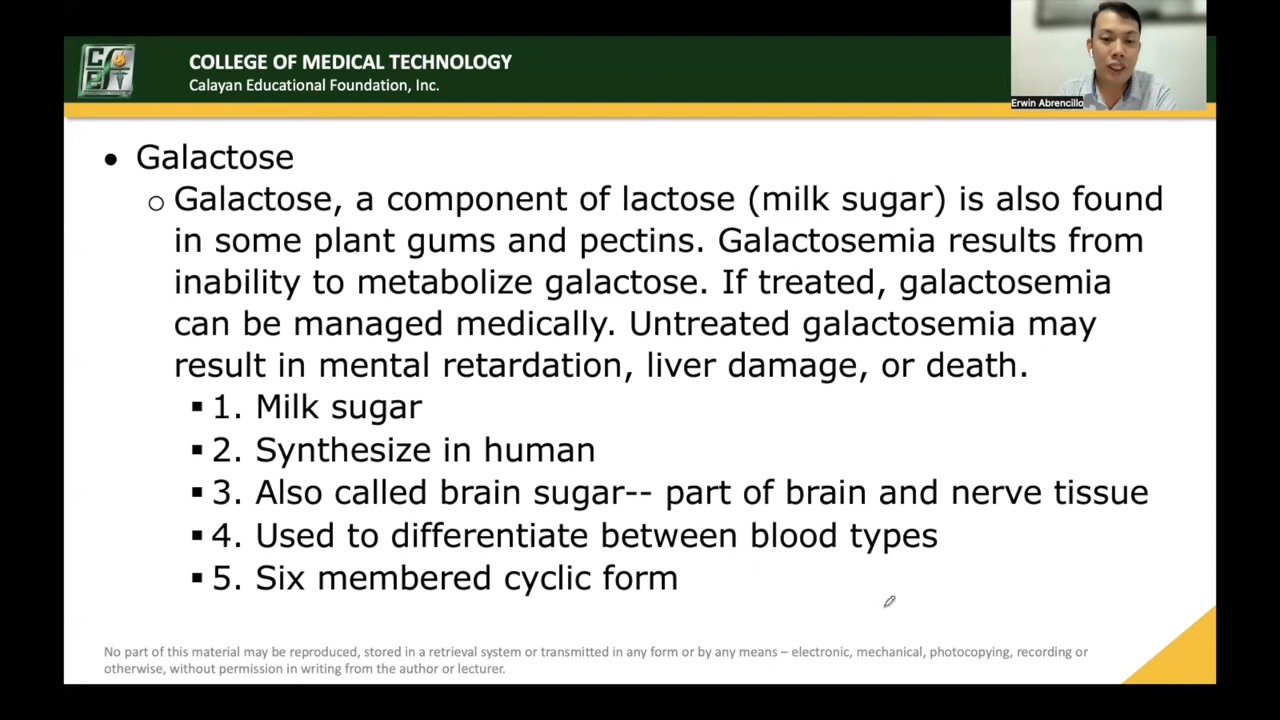 COLLEGE OF MEDICAL TECHNOLOGY
Calayan Educational Foundation, Inc.
Erwin Abrencillo
• Galactose
o Galactose, a component of lactose (milk sugar) is also found
in some plant gums and pectins. Galactosemia results from
inability to metabolize galactose. If treated, galactosemia
can be managed medically. Untreated galactosemia may
result in mental retardation, liver damage, or death.
▪ 1. Milk sugar
▪ 2. Synthesize in human
▪ 3. Also called brain sugar-- part of brain and nerve tissue
▪ 4. Used to differentiate between blood types
▪ 5. Six membered cyclic form
No part of this material may be reproduced, stored in a retrieval system or transmitted in any form or by any means – electronic, mechanical, photocopying, recording or
otherwise, without permission in writing from the author or lecturer.